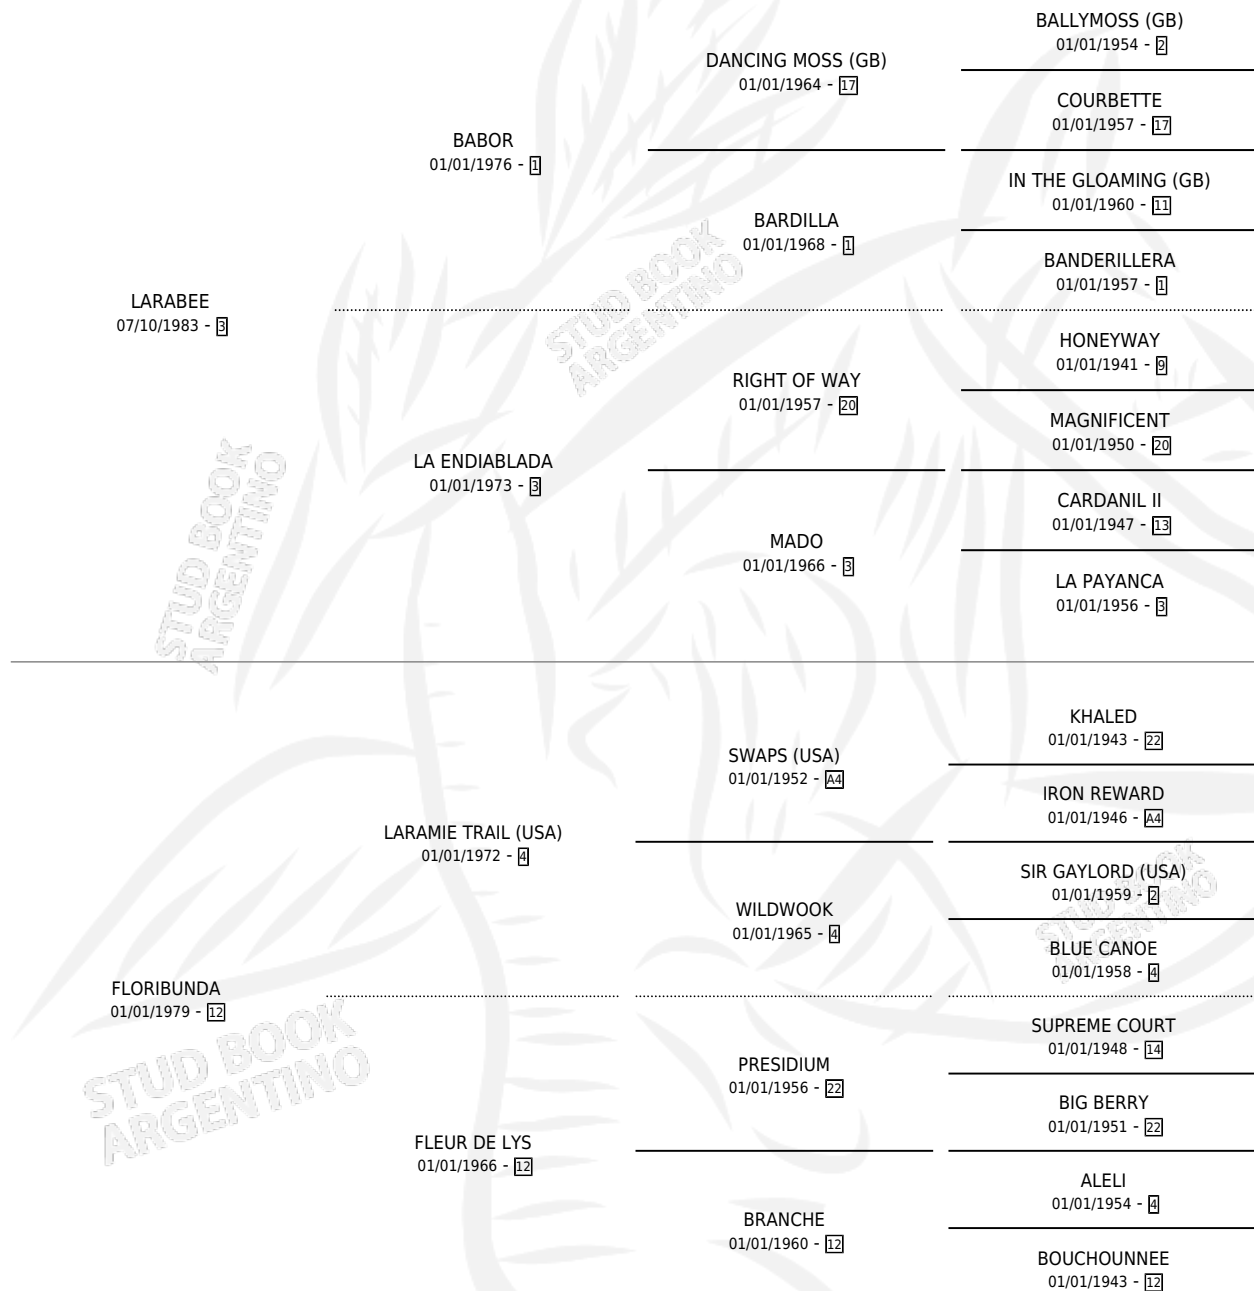 BALLYMOSS (GB)
01/01/1954 - 2
DANCING MOSS (GB)
01/01/1964 - 17
COURBETTE
01/01/1957 - 17
BABOR
01/01/1976 - 1
IN THE GLOAMING (GB)
01/01/1960 - 11
BARDILLA
01/01/1968 - 1
BANDERILLERA
01/01/1957 - 1
STUD BOOK
ARGENTINO
LARABEE
07/10/1983 - 3
HONEYWAY
01/01/1941 - 9
RIGHT OF WAY
01/01/1957 - 20
MAGNIFICENT
01/01/1950 - 20
LA ENDIABLADA
01/01/1973 - 3
CARDANIL II
01/01/1947 - 13
MADO
01/01/1966 - 3
LA PAYANCA
01/01/1956 - 3
STUD BOOK
ARGENTINO
KHALED
01/01/1943 - 22
SWAPS (USA)
01/01/1952 - A4
IRON REWARD
01/01/1946 - A4
LARAMIE TRAIL (USA)
01/01/1972 - 4
SIR GAYLORD (USA)
01/01/1959 - 2
WILDWOOK
01/01/1965 - 4
BLUE CANOE
01/01/1958 - 4
STUD BOOK
ARGENTINO
FLORIBUNDA
01/01/1979 - 12
SUPREME COURT
01/01/1948 - 14
PRESIDIUM
01/01/1956 - 22
BIG BERRY
01/01/1951 - 22
STUD BOOK
ARGENTINO
FLEUR DE LYS
01/01/1966 - 12
ALELI
01/01/1954 - 4
BRANCHE
01/01/1960 - 12
BOUCHOUNNEE
01/01/1943 - 12